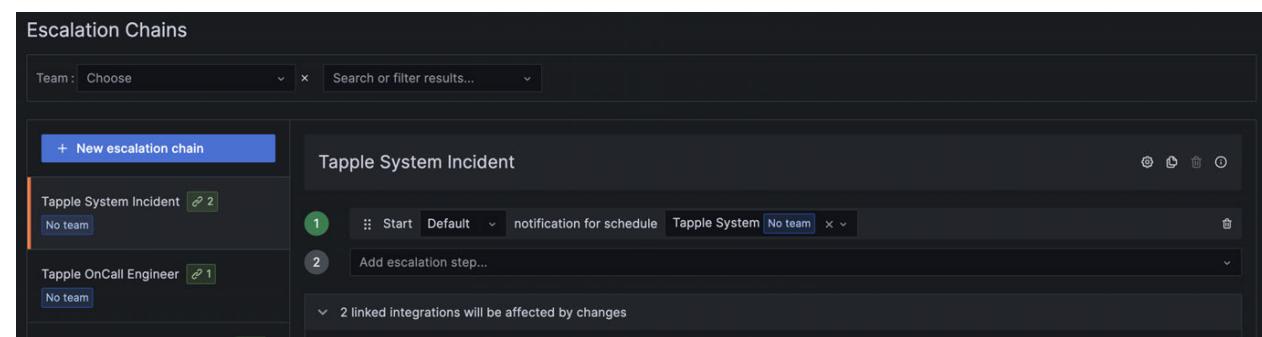 Escalation Chains
Team : Choose
Search or filter results...
+ New escalation chain
Tapple System Incident 2
No team
Tapple OnCall Engineer 1
No team
Tapple System Incident
1 Start Default notification for schedule Tapple System No team
2 Add escalation step...
2 linked integrations will be affected by changes